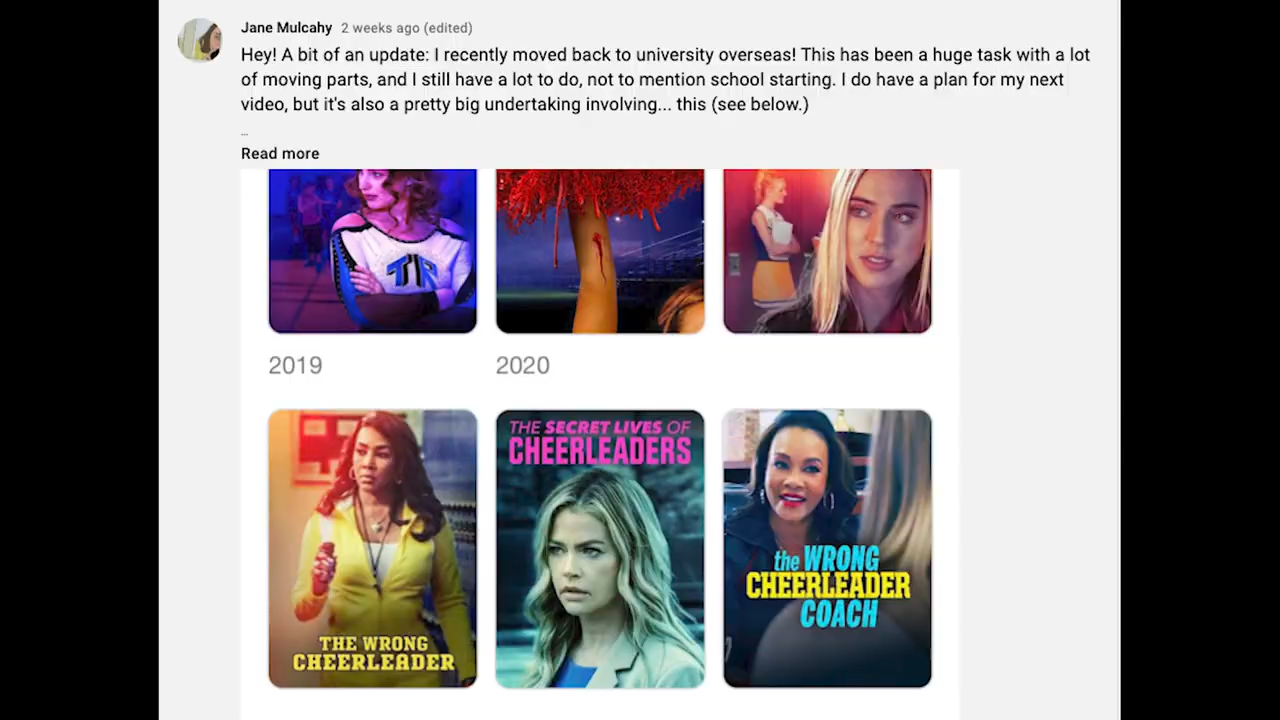 Jane Mulcahy 2 weeks ago (edited)
Hey! A bit of an update: I recently moved back to university overseas! This has been a huge task with a lot
of moving parts, and I still have a lot to do, not to mention school starting. I do have a plan for my next
video, but it's also a pretty big undertaking involving... this (see below.)
...
Read more
TR
2019 2020
THE WRONG
CHEERLEADER
THE SECRET LIVES OF
CHEERLEADERS
the WRONG
CHEERLEADER
COACH